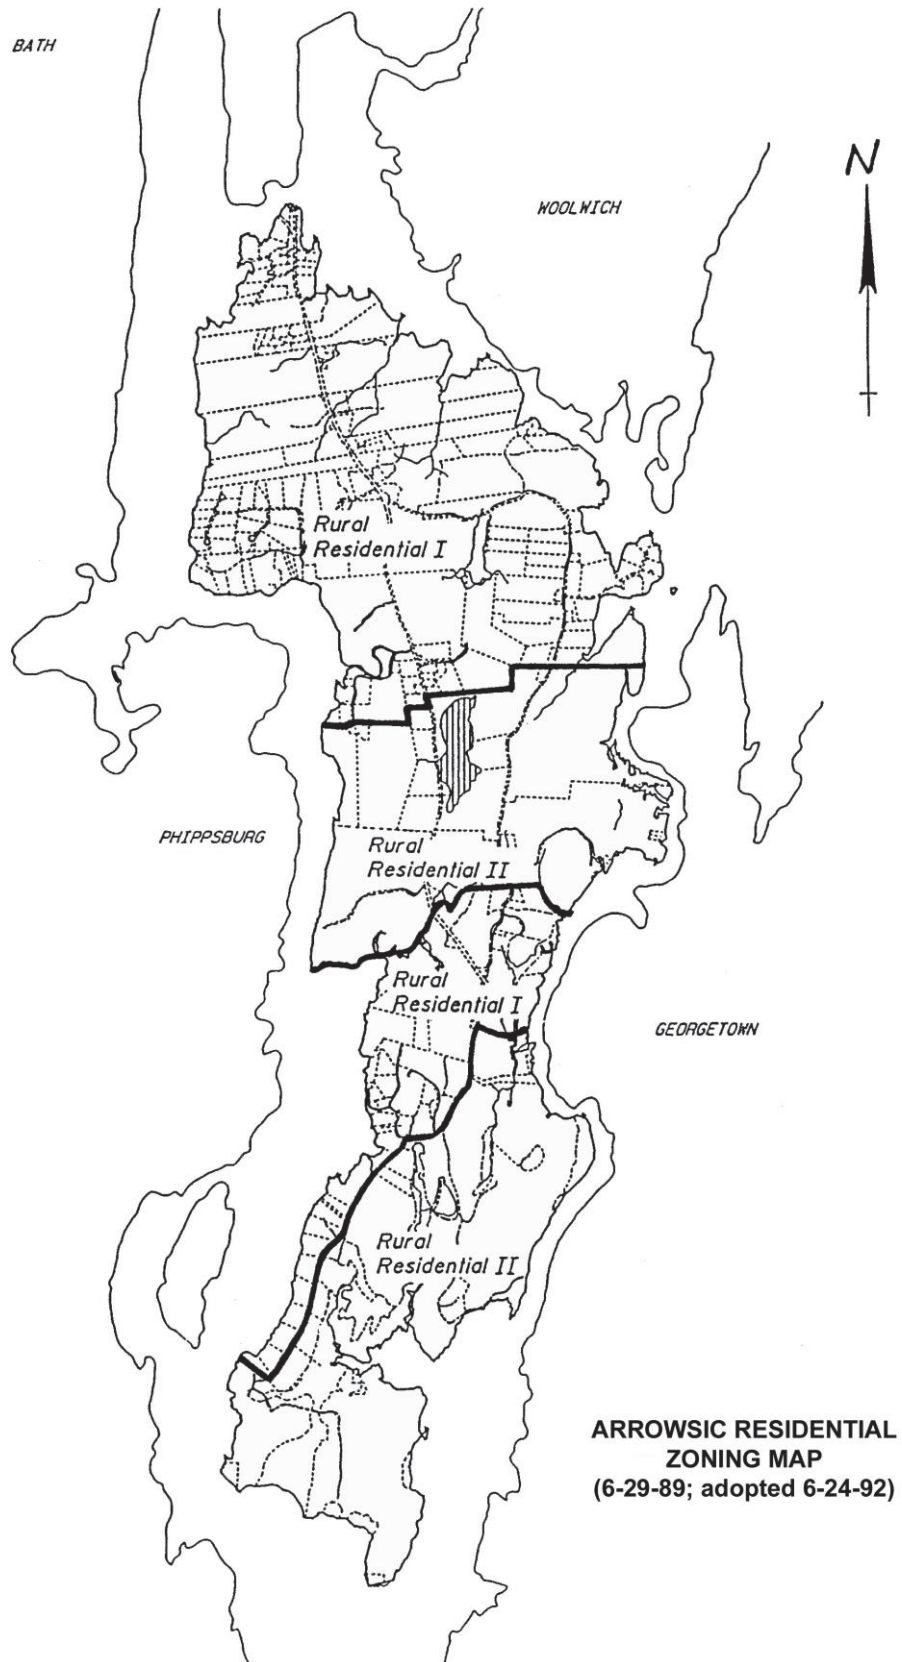 BATH
N
WOOLWICH
Rural
Residential I
PHIPPSBURG
Rural
Residential II
Rural
Residential I
GEORGETOWN
Rural
Residential II
ARROWSIC RESIDENTIAL
ZONING MAP
(6-29-89; adopted 6-24-92)